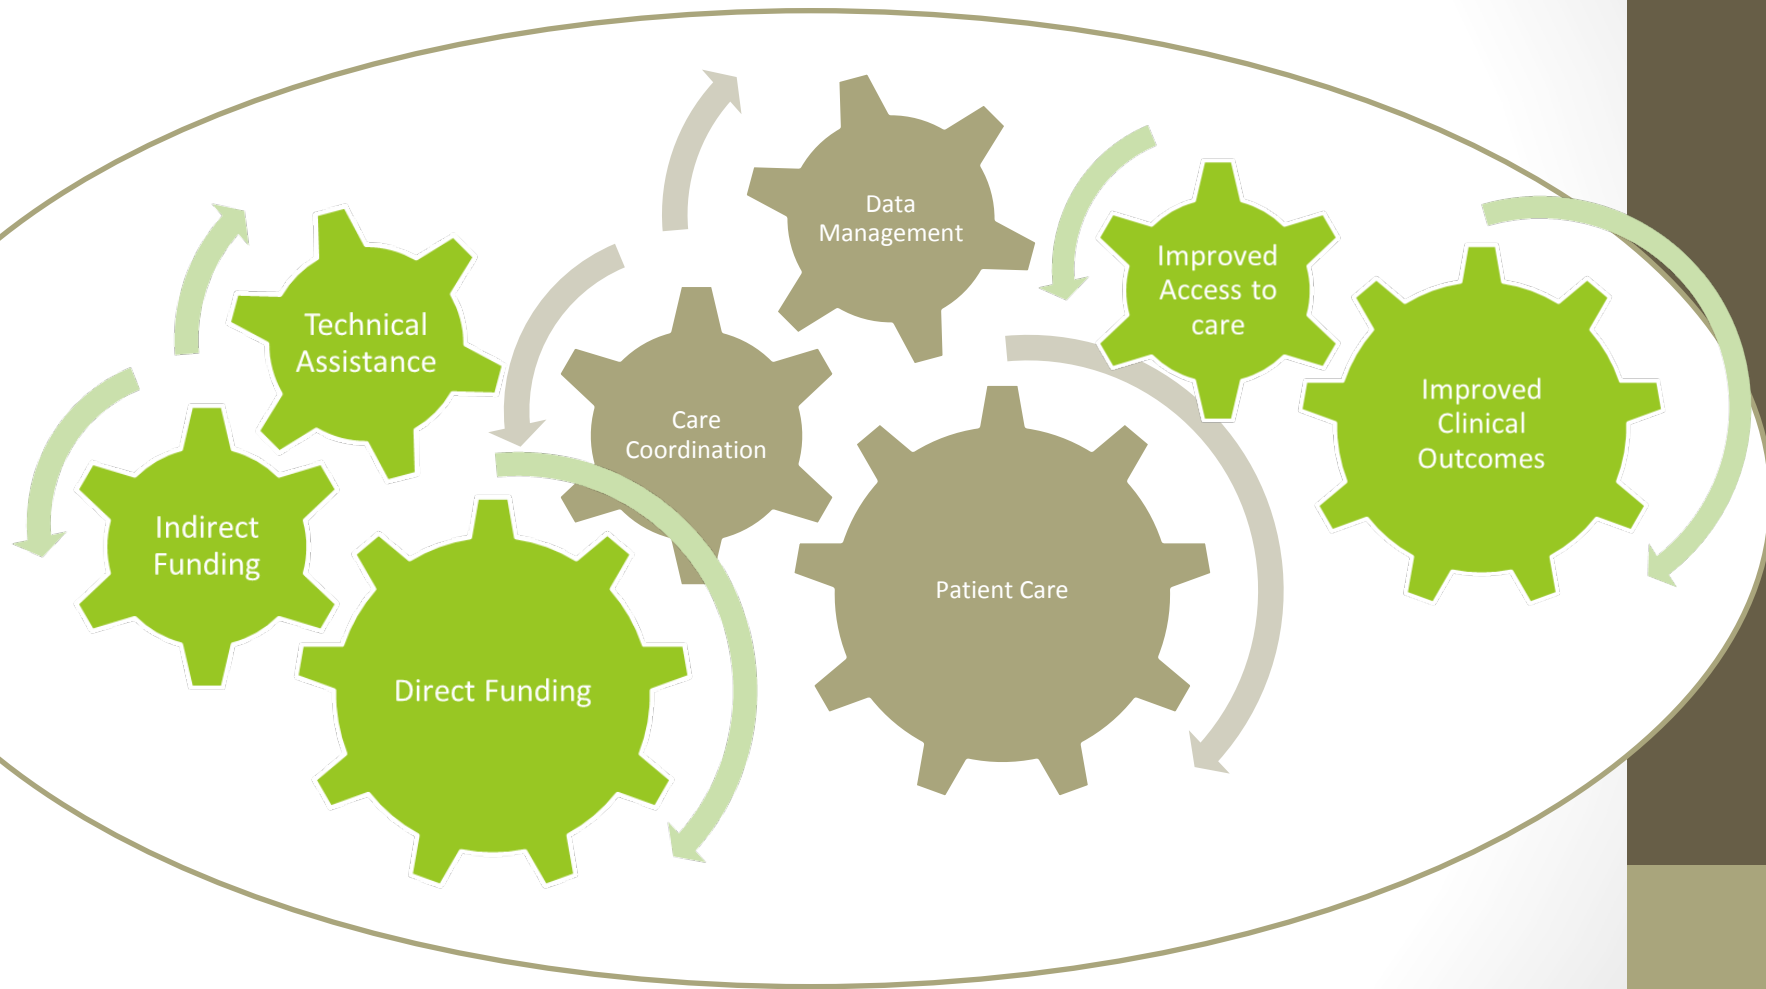 Technical
Assistance
Indirect
Funding
Direct Funding
Data
Management
Care
Coordination
Patient Care
Improved
Access to
care
Improved
Clinical
Outcomes